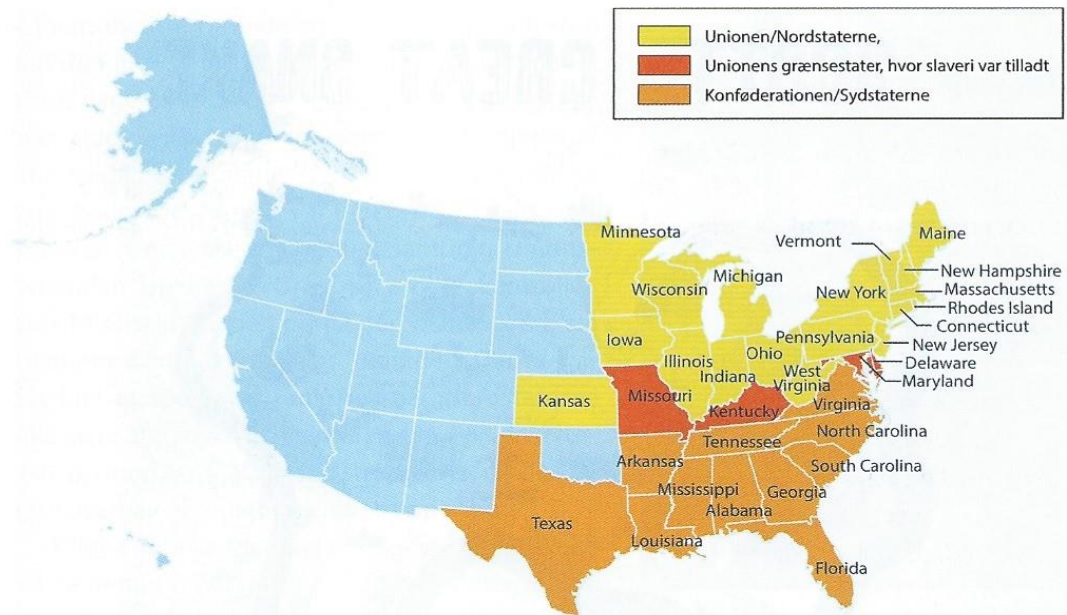 Unionen/Nordstaterne,
Unionens grænsestater, hvor slaveri var tilladt
Konføderationen/Sydstaterne
Minnesota
Wisconsin
Michigan
Vermont
Maine
New Hampshire
Massachusetts
Rhodes Island
Connecticut
New Jersey
Delaware
Maryland
New York
Pennsylvania
Iowa
Illinois
Indiana
Ohio
West
Virginia
Kansas
Missouri
Kentucky
Virginia
North Carolina
Tennessee
South Carolina
Arkansas
Mississippi
Alabama
Georgia
Texas
Louisiana
Florida